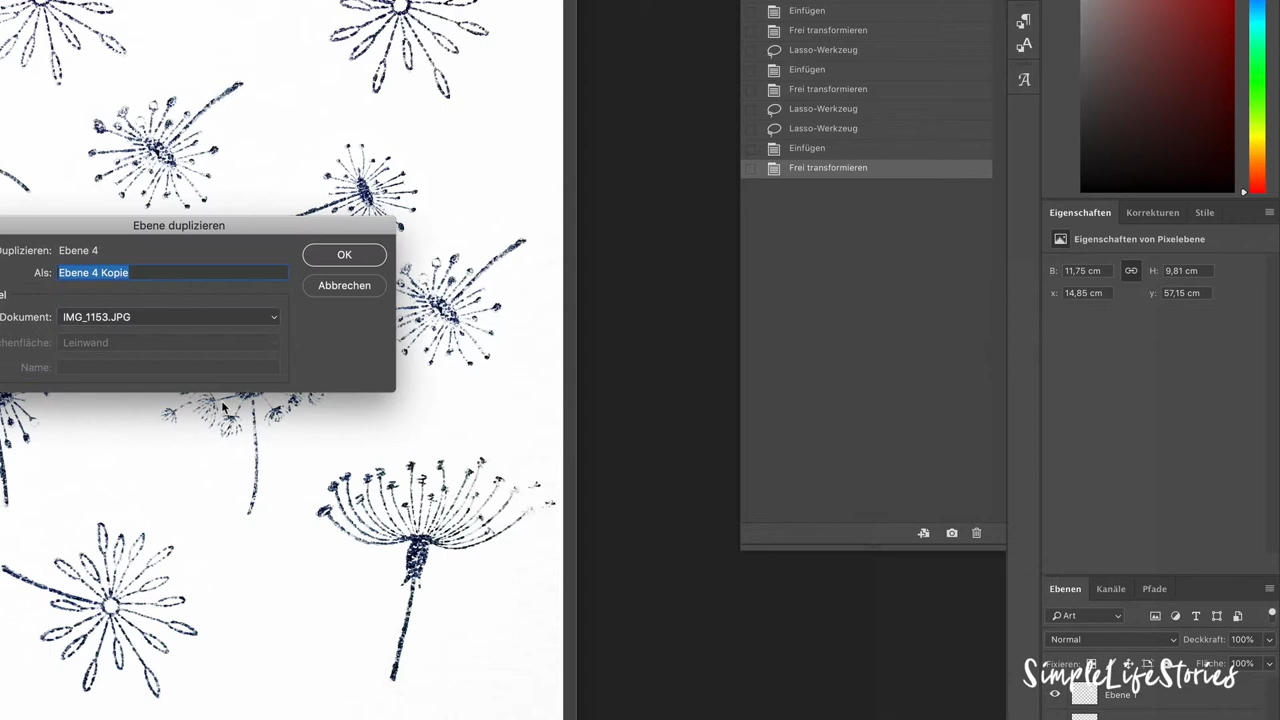 Einfügen
Frei transformieren
Lasso-Werkzeug
Einfügen
Frei transformieren
Lasso-Werkzeug
Lasso-Werkzeug
Einfügen
Frei transformieren
Ebene duplizieren
Duplizieren: Ebene 4
Als: Ebene 4 Kopie
OK
Abbrechen
Dokument: IMG_1153.JPG
Leinwand
Name:
Eigenschaften Korrekturen Stile
Eigenschaften von Pixelebene
B: 11,75 cm H: 9,81 cm
x: 14,85 cm y: 57,15 cm
Ebenen Kanäle Pfade
Art
Normal Deckkraft: 100%
Fixieren: Fläche: 100%
SimpleLifeStories
Ebene 1